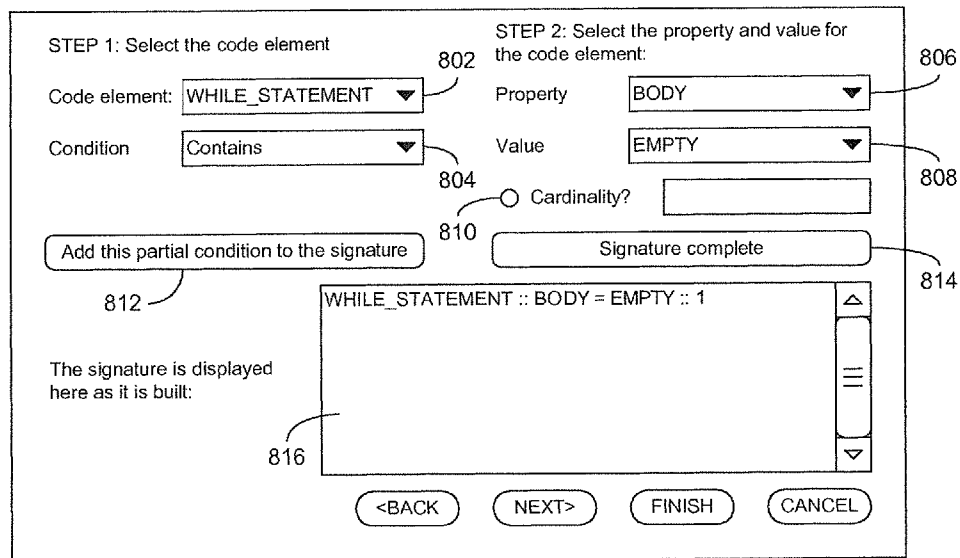 STEP 1: Select the code element
STEP 2: Select the property and value for
the code element:
802
806
Code element: WHILE_STATEMENT
Property BODY
Condition Contains
Value EMPTY
804
808
Cardinality?
810
Add this partial condition to the signature
Signature complete
812
814
WHILE_STATEMENT :: BODY = EMPTY :: 1
The signature is displayed
here as it is built:
816
<BACK NEXT> FINISH CANCEL